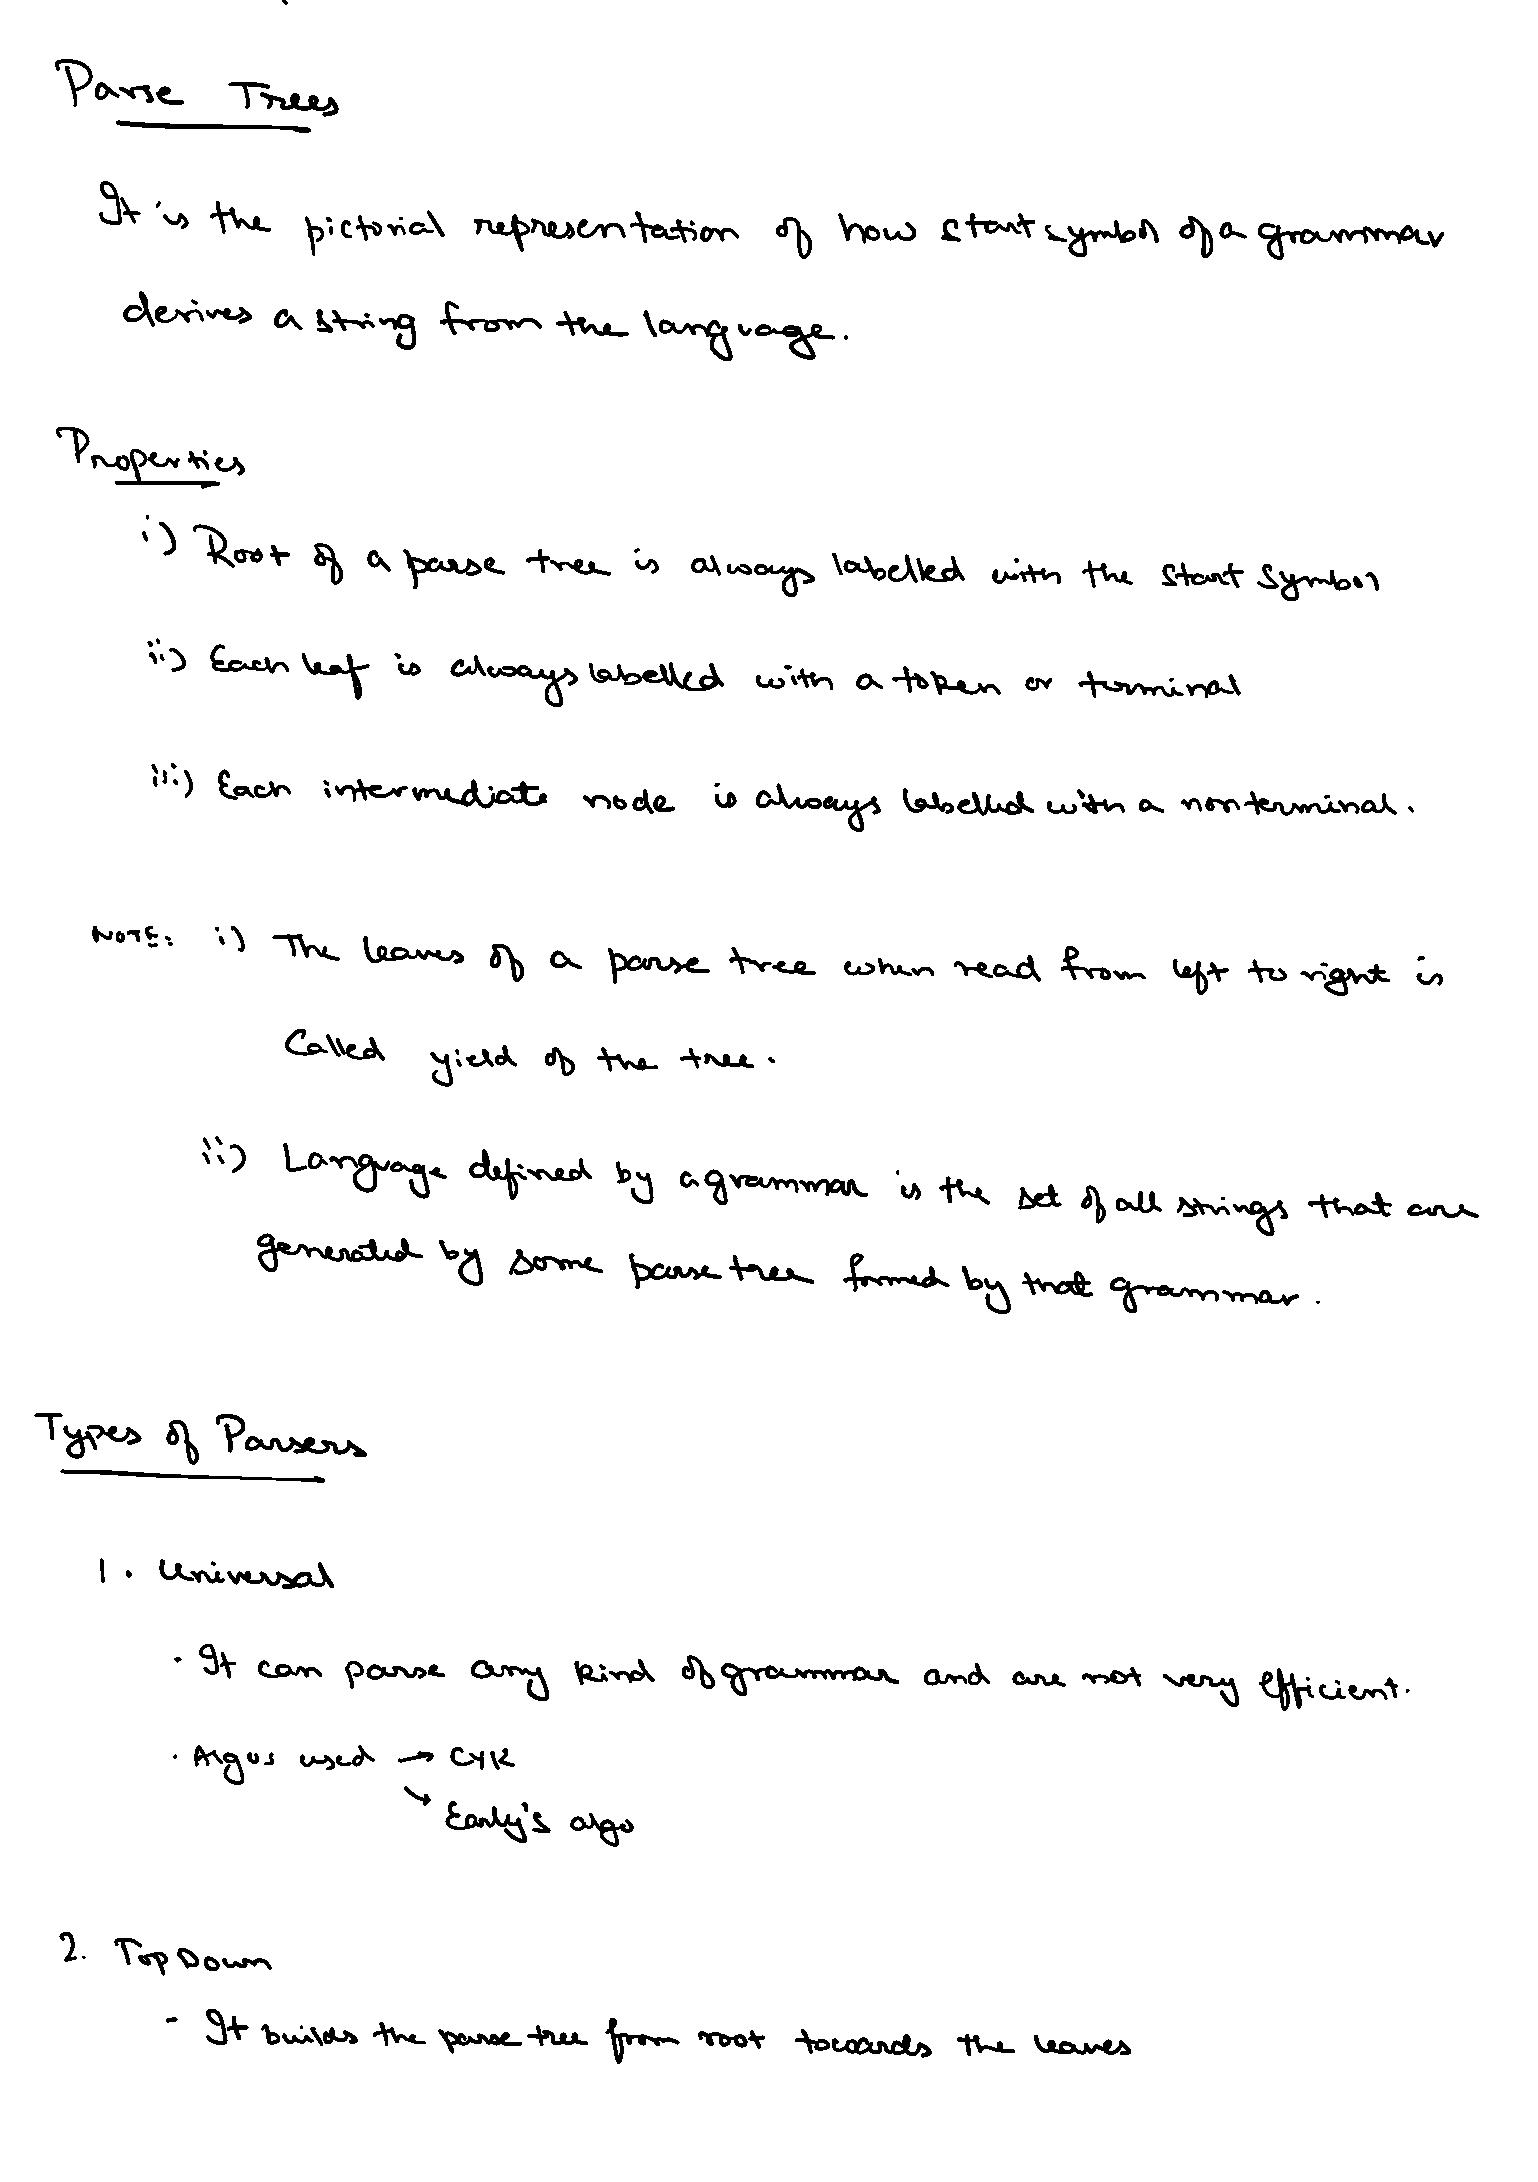 Parse Trees
It is the pictorial representation of how start symbol of a grammar
derives a string from the language.
Properties
i) Root of a parse tree is always labelled with the start symbol
ii) Each leaf is always labelled with a token or terminal
iii) Each intermediate node is always labelled with a nonterminal.
NOTE: i) The leaves of a parse tree when read from left to right is
Called yield of the tree.
ii) Language defined by a grammar is the set of all strings that are
generated by some parse tree formed by that grammar.
Types of Parsers
1. Universal
· It can parse any kind of grammar and are not very efficient.
· Algos used → CYK
↘ Early's algo
2. Top Down
- It builds the parse tree from root towards the leaves